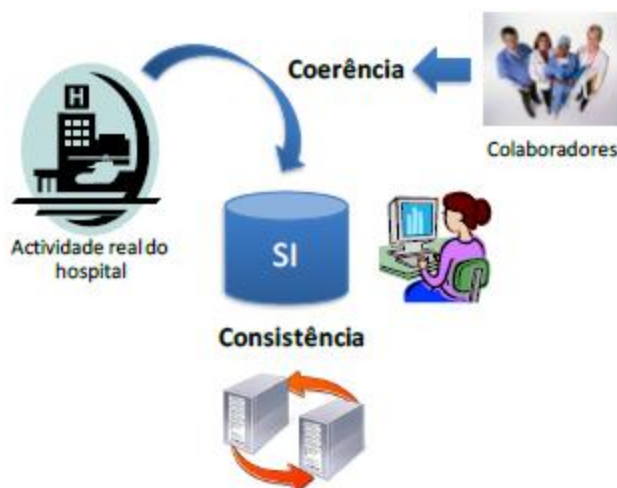 H
Coerência
Colaboradores
Actividade real do
hospital
SI
Consistência